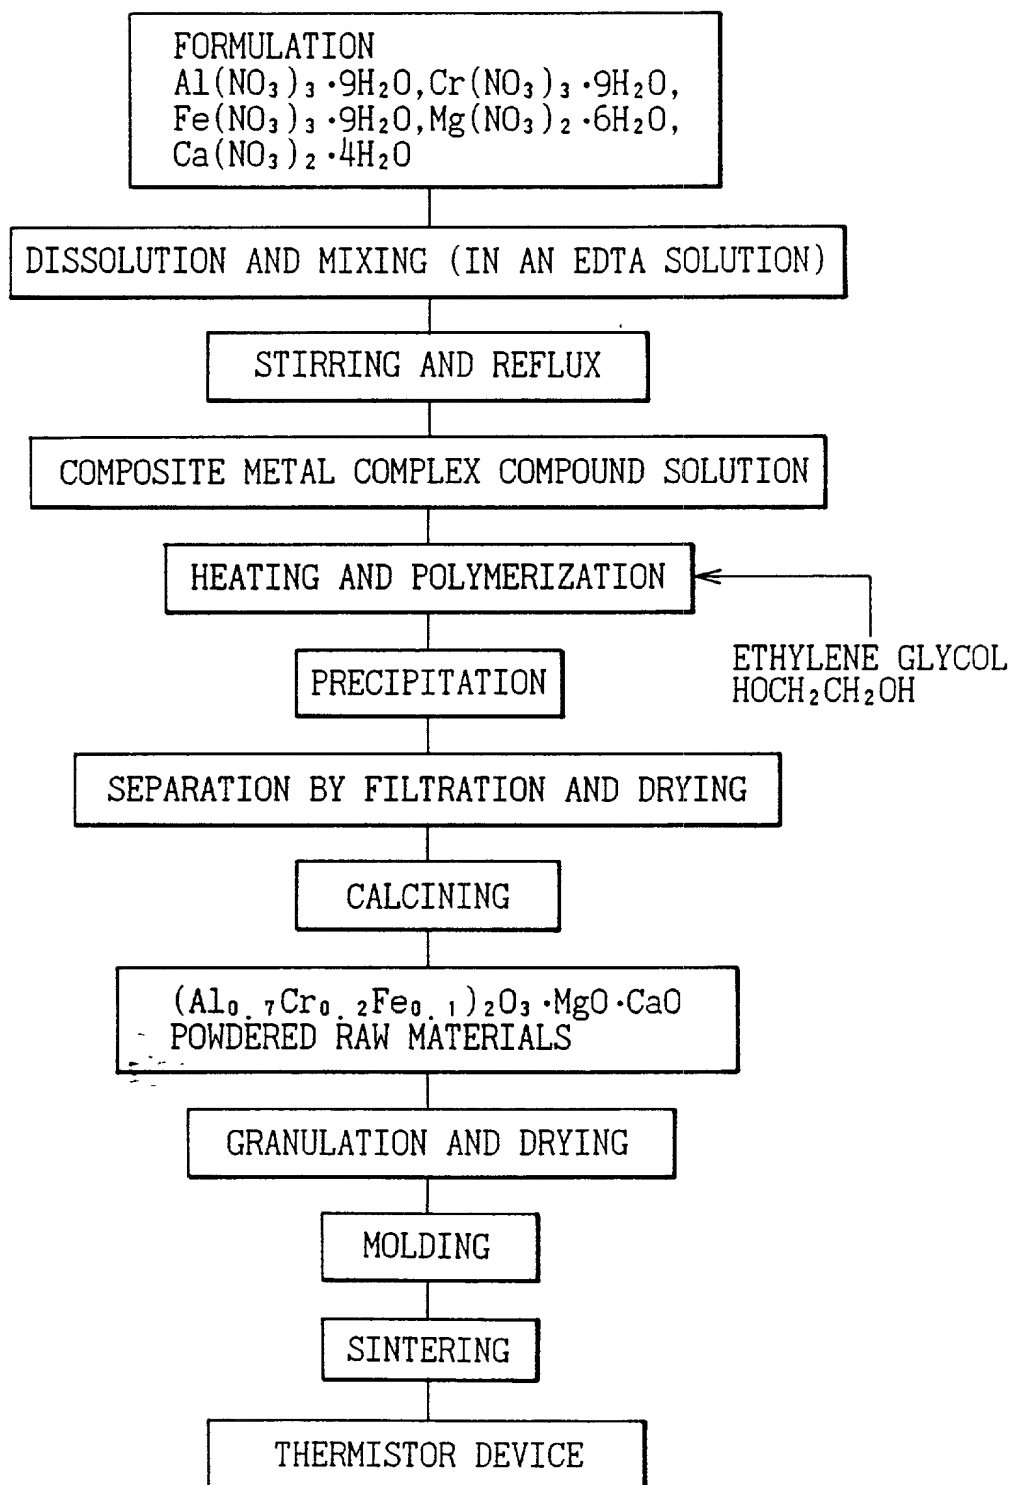 FORMULATION
Al(NO₃)₃·9H₂O,Cr(NO₃)₃·9H₂O,
Fe(NO₃)₃·9H₂O,Mg(NO₃)₂·6H₂O,
Ca(NO₃)₂·4H₂O
DISSOLUTION AND MIXING (IN AN EDTA SOLUTION)
STIRRING AND REFLUX
COMPOSITE METAL COMPLEX COMPOUND SOLUTION
HEATING AND POLYMERIZATION
ETHYLENE GLYCOL
HOCH₂CH₂OH
PRECIPITATION
SEPARATION BY FILTRATION AND DRYING
CALCINING
(Al₀.₇Cr₀.₂Fe₀.₁)₂O₃·MgO·CaO
POWDERED RAW MATERIALS
GRANULATION AND DRYING
MOLDING
SINTERING
THERMISTOR DEVICE